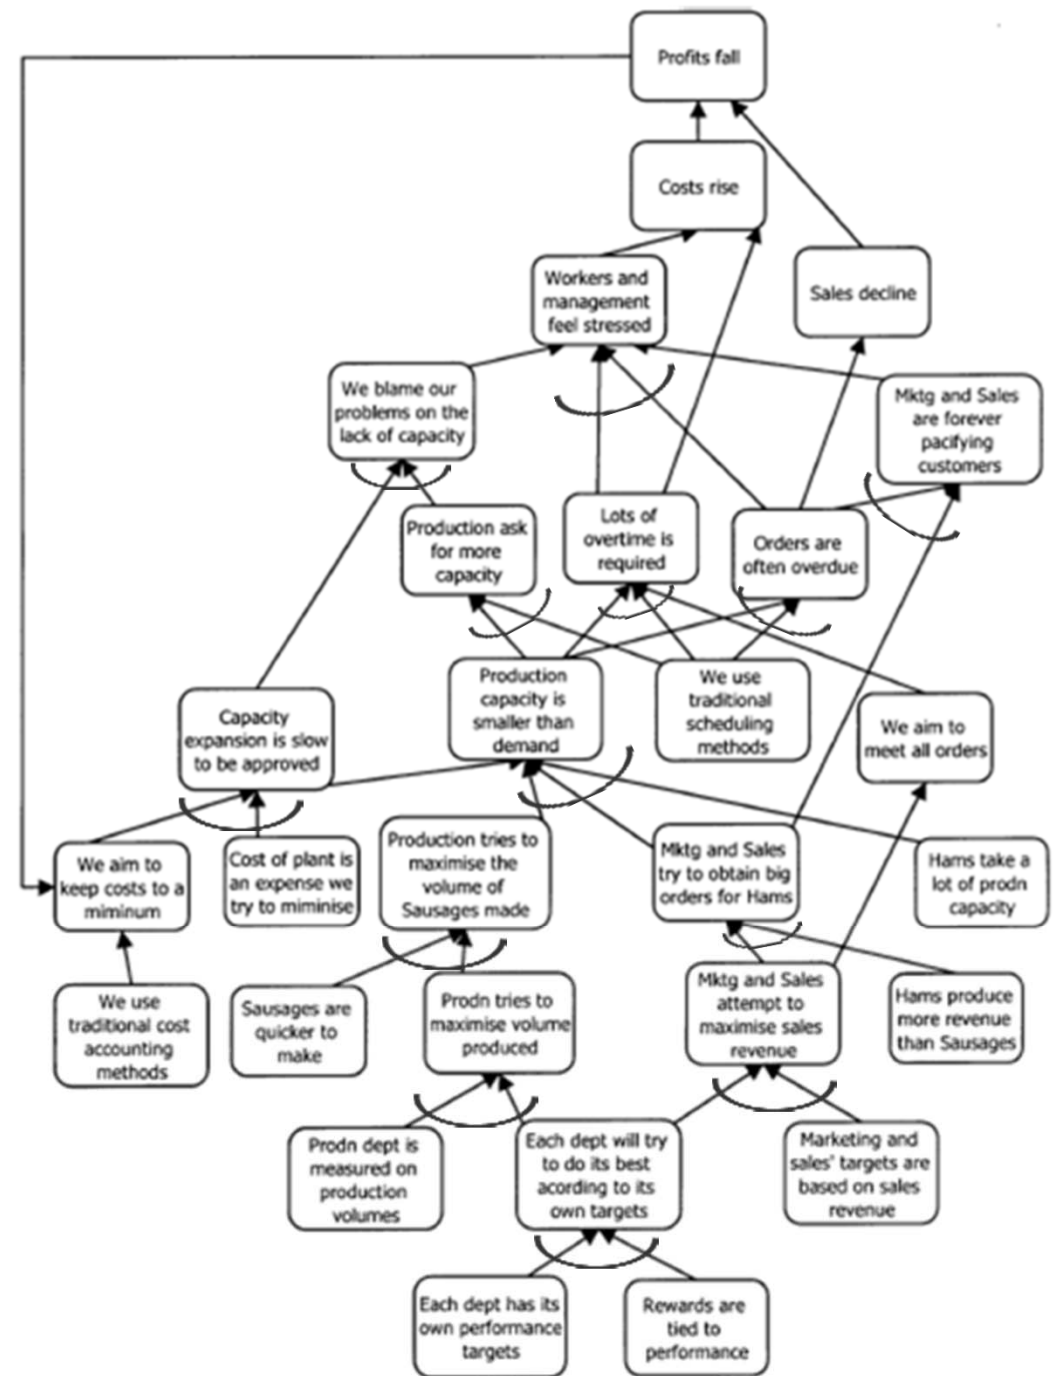 Profits fall
Costs rise
Workers and
management
feel stressed
Sales decline
We blame our
problems on the
lack of capacity
Mktg and Sales
are forever
pacifying
customers
Production ask
for more
capacity
Lots of
overtime is
required
Orders are
often overdue
Capacity
expansion is slow
to be approved
Production
capacity is
smaller than
demand
We use
traditional
scheduling
methods
We aim to
meet all orders
We aim to
keep costs to a
miminum
Cost of plant is
an expense we
try to miminise
Production tries to
maximise the
volume of
Sausages made
Mktg and Sales
try to obtain big
orders for Hams
Hams take a
lot of prodn
capacity
We use
traditional cost
accounting
methods
Sausages are
quicker to
make
Prodn tries to
maximise volume
produced
Mktg and Sales
attempt to
maximise sales
revenue
Hams produce
more revenue
than Sausages
Prodn dept is
measured on
production
volumes
Each dept will try
to do its best
acording to its
own targets
Marketing and
sales' targets are
based on sales
revenue
Each dept has its
own performance
targets
Rewards are
tied to
performance